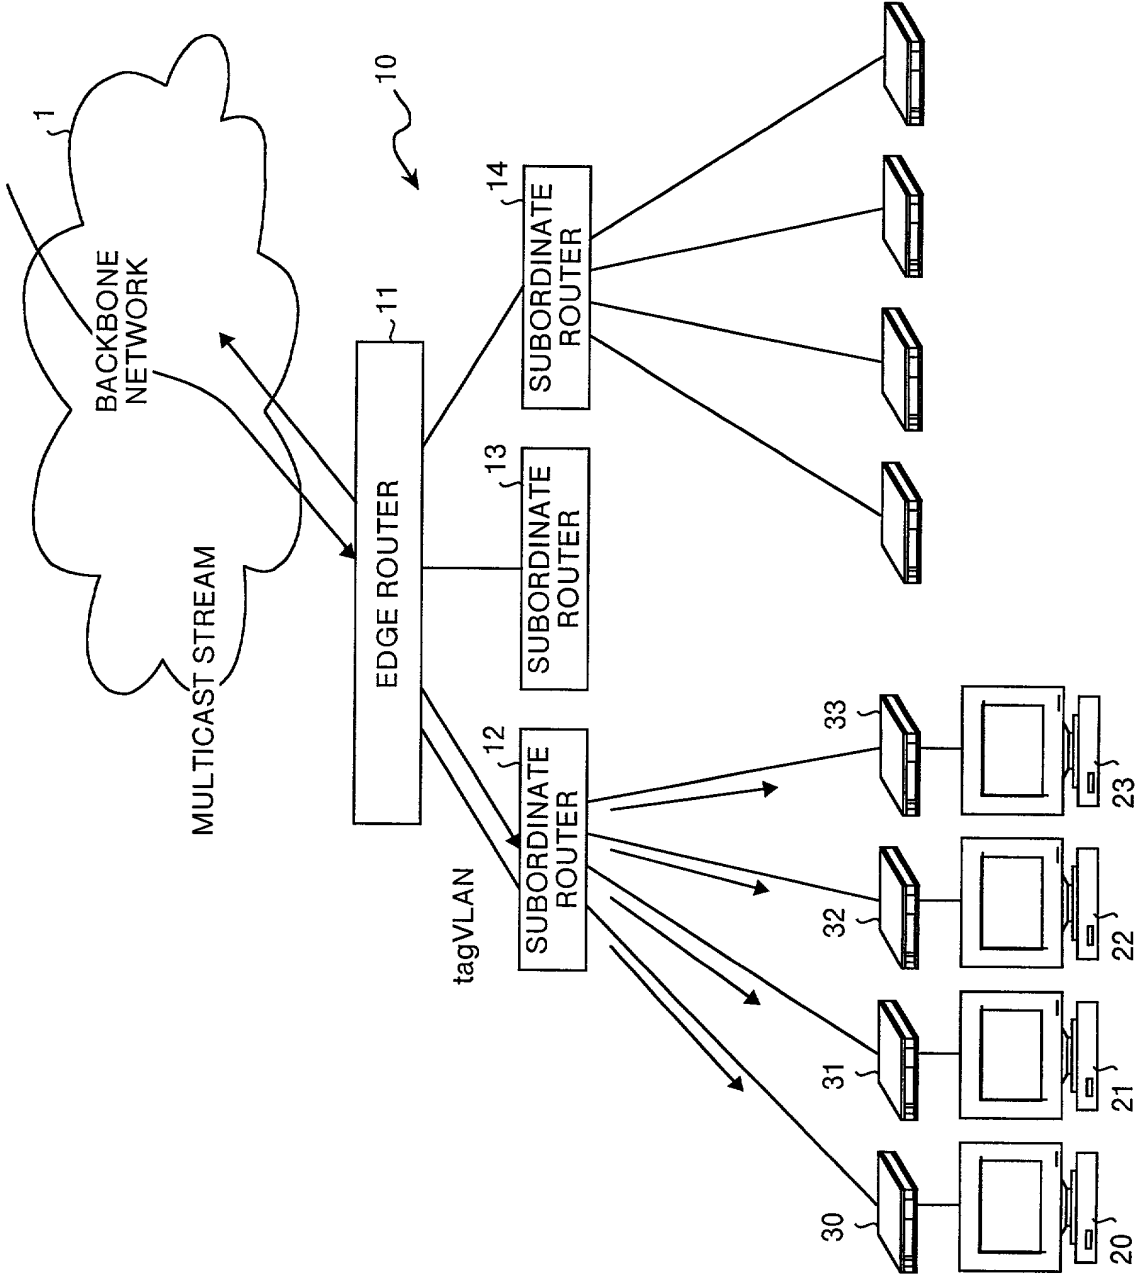 1
BACKBONE
NETWORK
10
MULTICAST STREAM
11
EDGE ROUTER
tagVLAN
12
SUBORDINATE
ROUTER
13
SUBORDINATE
ROUTER
14
SUBORDINATE
ROUTER
30
31
32
33
20
21
22
23